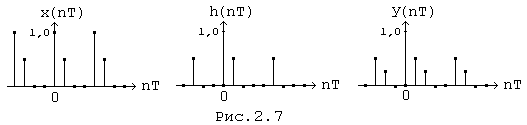 x(nT) h(nT) y(nT)
1,0 1,0 1,0
nT nT nT
0 0 0
Рис.2.7